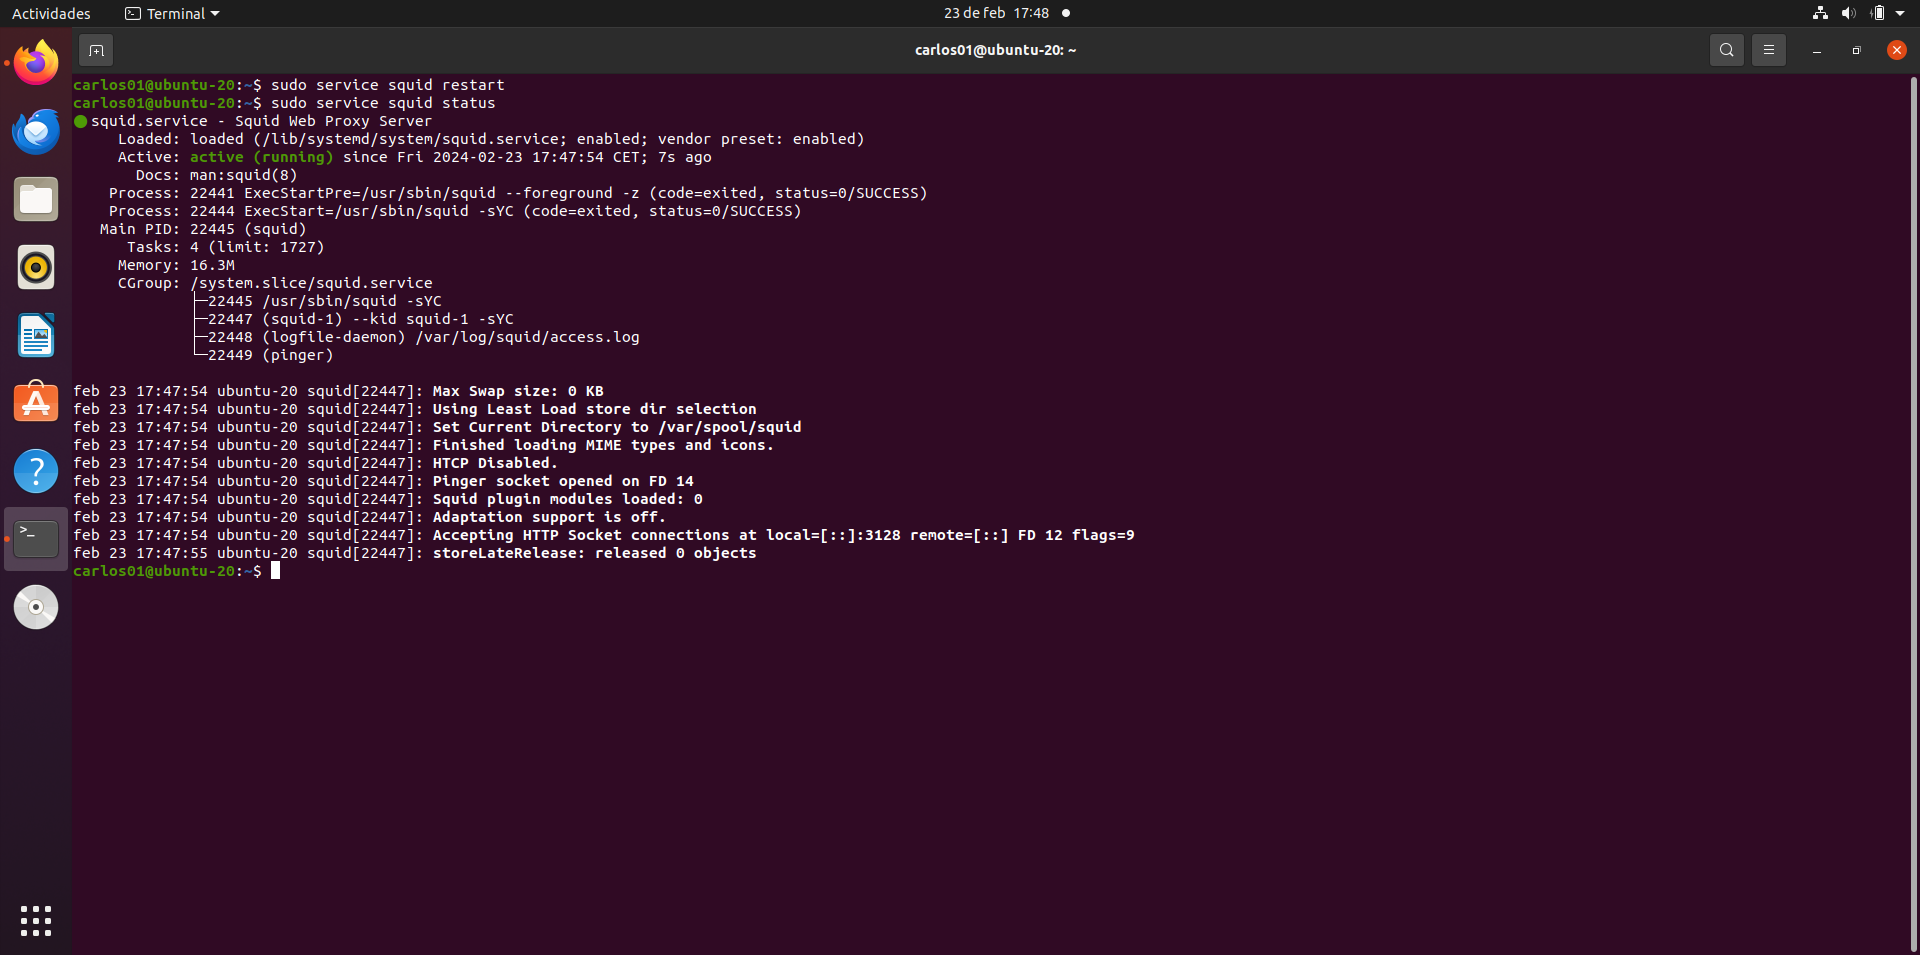 Actividades
Terminal
23 de feb 17:48
carlos01@ubuntu-20: ~
carlos01@ubuntu-20:~$ sudo service squid restart
carlos01@ubuntu-20:~$ sudo service squid status
● squid.service - Squid Web Proxy Server
     Loaded: loaded (/lib/systemd/system/squid.service; enabled; vendor preset: enabled)
     Active: active (running) since Fri 2024-02-23 17:47:54 CET; 7s ago
       Docs: man:squid(8)
    Process: 22441 ExecStartPre=/usr/sbin/squid --foreground -z (code=exited, status=0/SUCCESS)
    Process: 22444 ExecStart=/usr/sbin/squid -sYC (code=exited, status=0/SUCCESS)
   Main PID: 22445 (squid)
      Tasks: 4 (limit: 1727)
     Memory: 16.3M
     CGroup: /system.slice/squid.service
             ├─22445 /usr/sbin/squid -sYC
             ├─22447 (squid-1) --kid squid-1 -sYC
             ├─22448 (logfile-daemon) /var/log/squid/access.log
             └─22449 (pinger)
feb 23 17:47:54 ubuntu-20 squid[22447]: Max Swap size: 0 KB
feb 23 17:47:54 ubuntu-20 squid[22447]: Using Least Load store dir selection
feb 23 17:47:54 ubuntu-20 squid[22447]: Set Current Directory to /var/spool/squid
feb 23 17:47:54 ubuntu-20 squid[22447]: Finished loading MIME types and icons.
feb 23 17:47:54 ubuntu-20 squid[22447]: HTCP Disabled.
feb 23 17:47:54 ubuntu-20 squid[22447]: Pinger socket opened on FD 14
feb 23 17:47:54 ubuntu-20 squid[22447]: Squid plugin modules loaded: 0
feb 23 17:47:54 ubuntu-20 squid[22447]: Adaptation support is off.
feb 23 17:47:54 ubuntu-20 squid[22447]: Accepting HTTP Socket connections at local=[::]:3128 remote=[::] FD 12 flags=9
feb 23 17:47:55 ubuntu-20 squid[22447]: storeLateRelease: released 0 objects
carlos01@ubuntu-20:~$